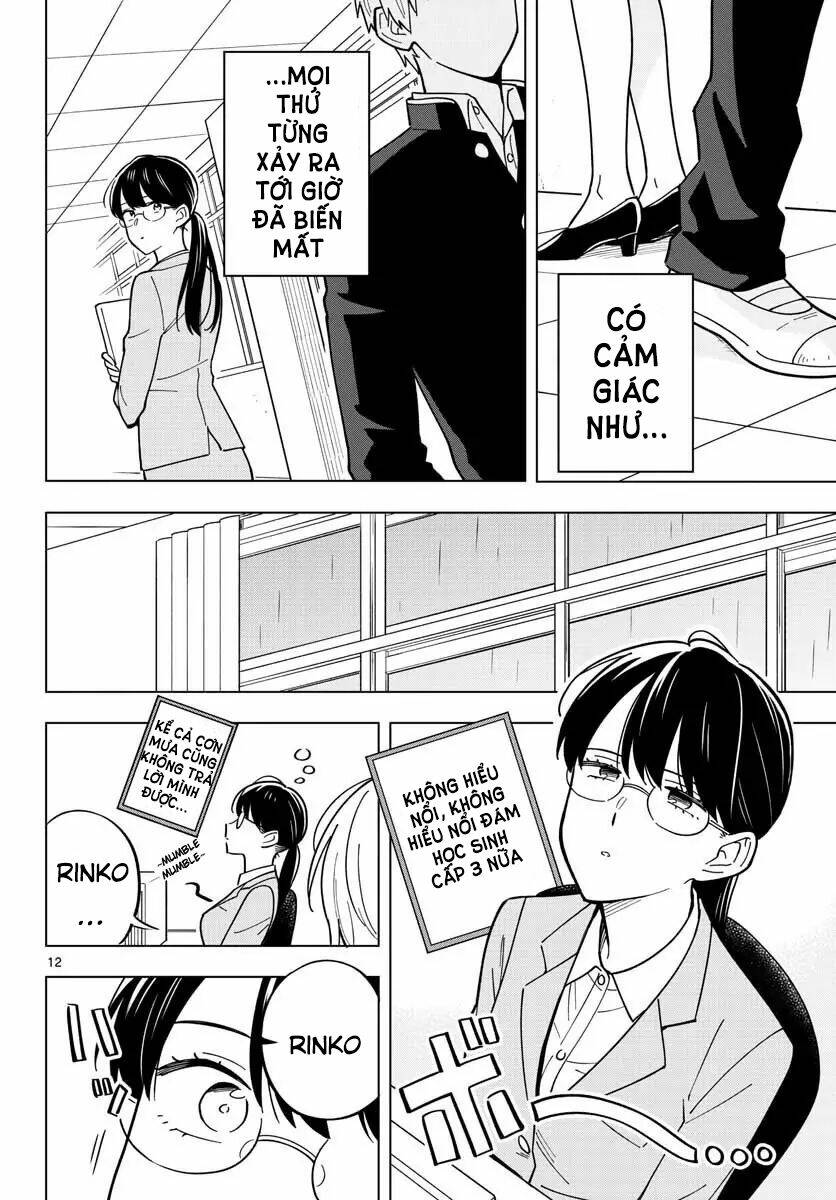 CÓ
CẢM
GIÁC
NHƯ...
...MỌI
THỨ
TỪNG
XẢY RA
TỚI GIỜ
ĐÃ BIẾN
MẤT
KHÔNG HIỂU
NỔI, KHÔNG
HIỂU NỔI ĐÁM
HỌC SINH
CẤP 3 NỮA
ボー...
KỂ CẢ CƠN
MƯA CŨNG
KHÔNG TRẢ
LỜI MÌNH
ĐƯỢC...
~MUMBLE
MUMBLE~
RINKO
...
12
RINKO